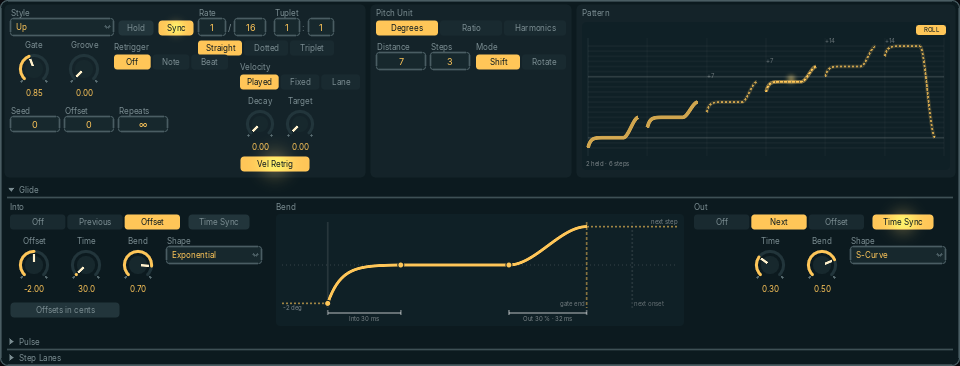 Style
Up
Hold
Sync
Rate
1 / 16
Tuplet
1 : 1
Straight
Dotted
Triplet
Gate
0.85
Groove
0.00
Retrigger
Off
Note
Beat
Velocity
Played
Fixed
Lane
Decay
0.00
Target
0.00
Vel Retrig
Seed
0
Offset
0
Repeats
∞
Pitch Unit
Degrees
Ratio
Harmonics
Distance
7
Steps
3
Mode
Shift
Rotate
Pattern
ROLL
+7
+7
+14
+14
2 held · 6 steps
Glide
Into
Off
Previous
Offset
Time Sync
Offset
-2.00
Time
30.0
Bend
0.70
Shape
Exponential
Offsets in cents
Bend
next step
-2 deg
gate end
next onset
Into 30 ms
Out 30 % · 32 ms
Out
Off
Next
Offset
Time Sync
Time
0.30
Bend
0.50
Shape
S-Curve
Pulse
Step Lanes